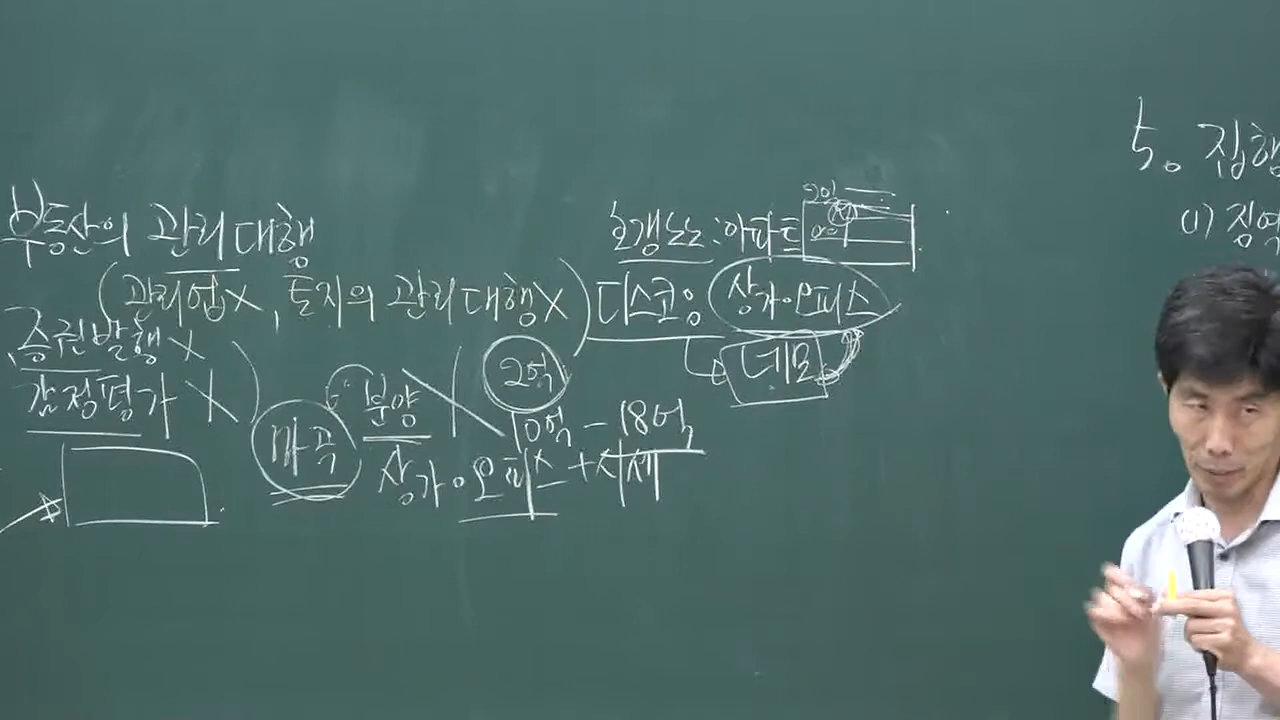 부동산의 관리대행
(관리업X, 토지의 관리대행X)
증권발행X
감정평가 X)
마곡
분양
2억
10억 - 18억
상가·오피스 + 시세
호갱노노:아파트
디스코: 상가·오피스
네모
5. 집행
(1) 징역